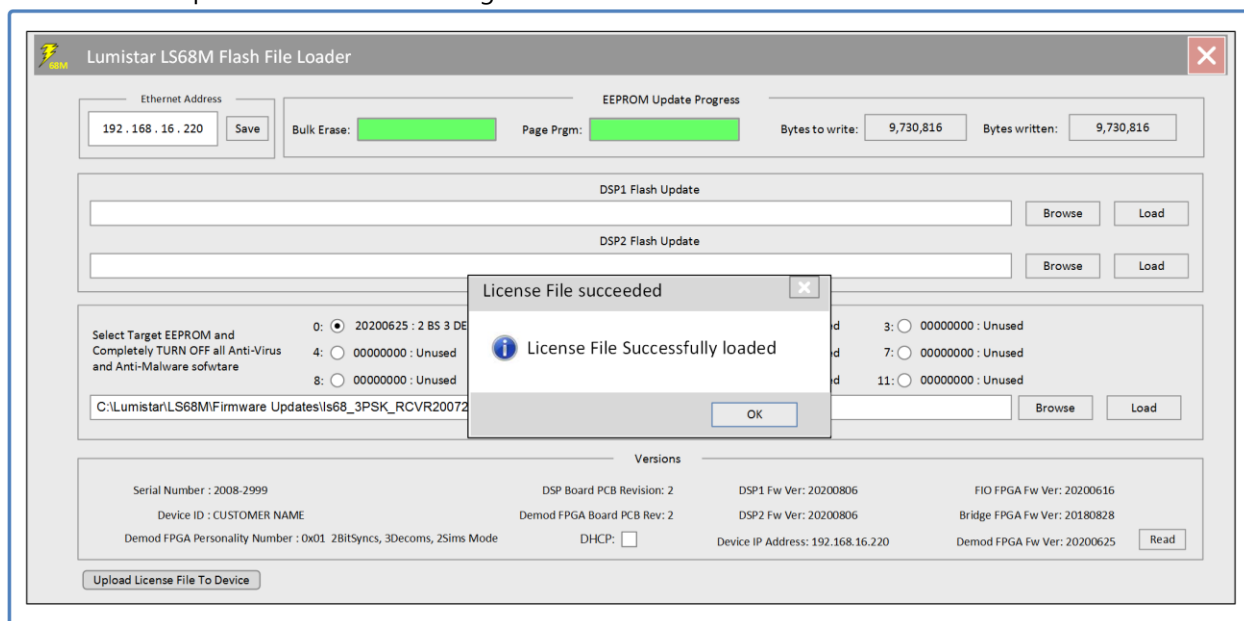 68M Lumistar LS68M Flash File Loader
Ethernet Address
192 . 168 . 16 . 220 Save
EEPROM Update Progress
Bulk Erase: Page Prgm: Bytes to write: 9,730,816 Bytes written: 9,730,816
DSP1 Flash Update
Browse Load
DSP2 Flash Update
Browse Load
License File succeeded
License File Successfully loaded
OK
Select Target EEPROM and
Completely TURN OFF all Anti-Virus
and Anti-Malware sofwtare
0: 20200625 : 2 BS 3 DE 3: 00000000 : Unused
4: 00000000 : Unused 7: 00000000 : Unused
8: 00000000 : Unused 11: 00000000 : Unused
C:\Lumistar\LS68M\Firmware Updates\ls68_3PSK_RCVR20072 Browse Load
Versions
Serial Number : 2008-2999 DSP Board PCB Revision: 2 DSP1 Fw Ver: 20200806 FIO FPGA Fw Ver: 20200616
Device ID : CUSTOMER NAME Demod FPGA Board PCB Rev: 2 DSP2 Fw Ver: 20200806 Bridge FPGA Fw Ver: 20180828
Demod FPGA Personality Number : 0x01 2BitSyncs, 3Decoms, 2Sims Mode DHCP: Device IP Address: 192.168.16.220 Demod FPGA Fw Ver: 20200625 Read
Upload License File To Device